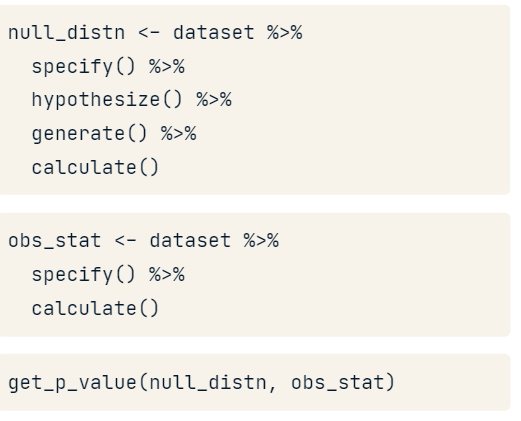 null_distn <- dataset %>%
  specify() %>%
  hypothesize() %>%
  generate() %>%
  calculate()
obs_stat <- dataset %>%
  specify() %>%
  calculate()
get_p_value(null_distn, obs_stat)